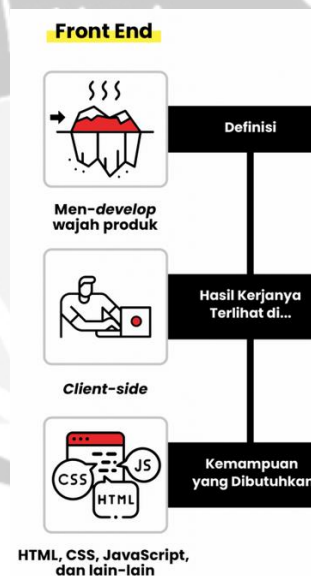 Front End
Definisi
Men-develop
wajah produk
Hasil Kerjanya
Terlihat di...
Client-side
CSS
JS
HTML
Kemampuan
yang Dibutuhkan
HTML, CSS, JavaScript,
dan lain-lain